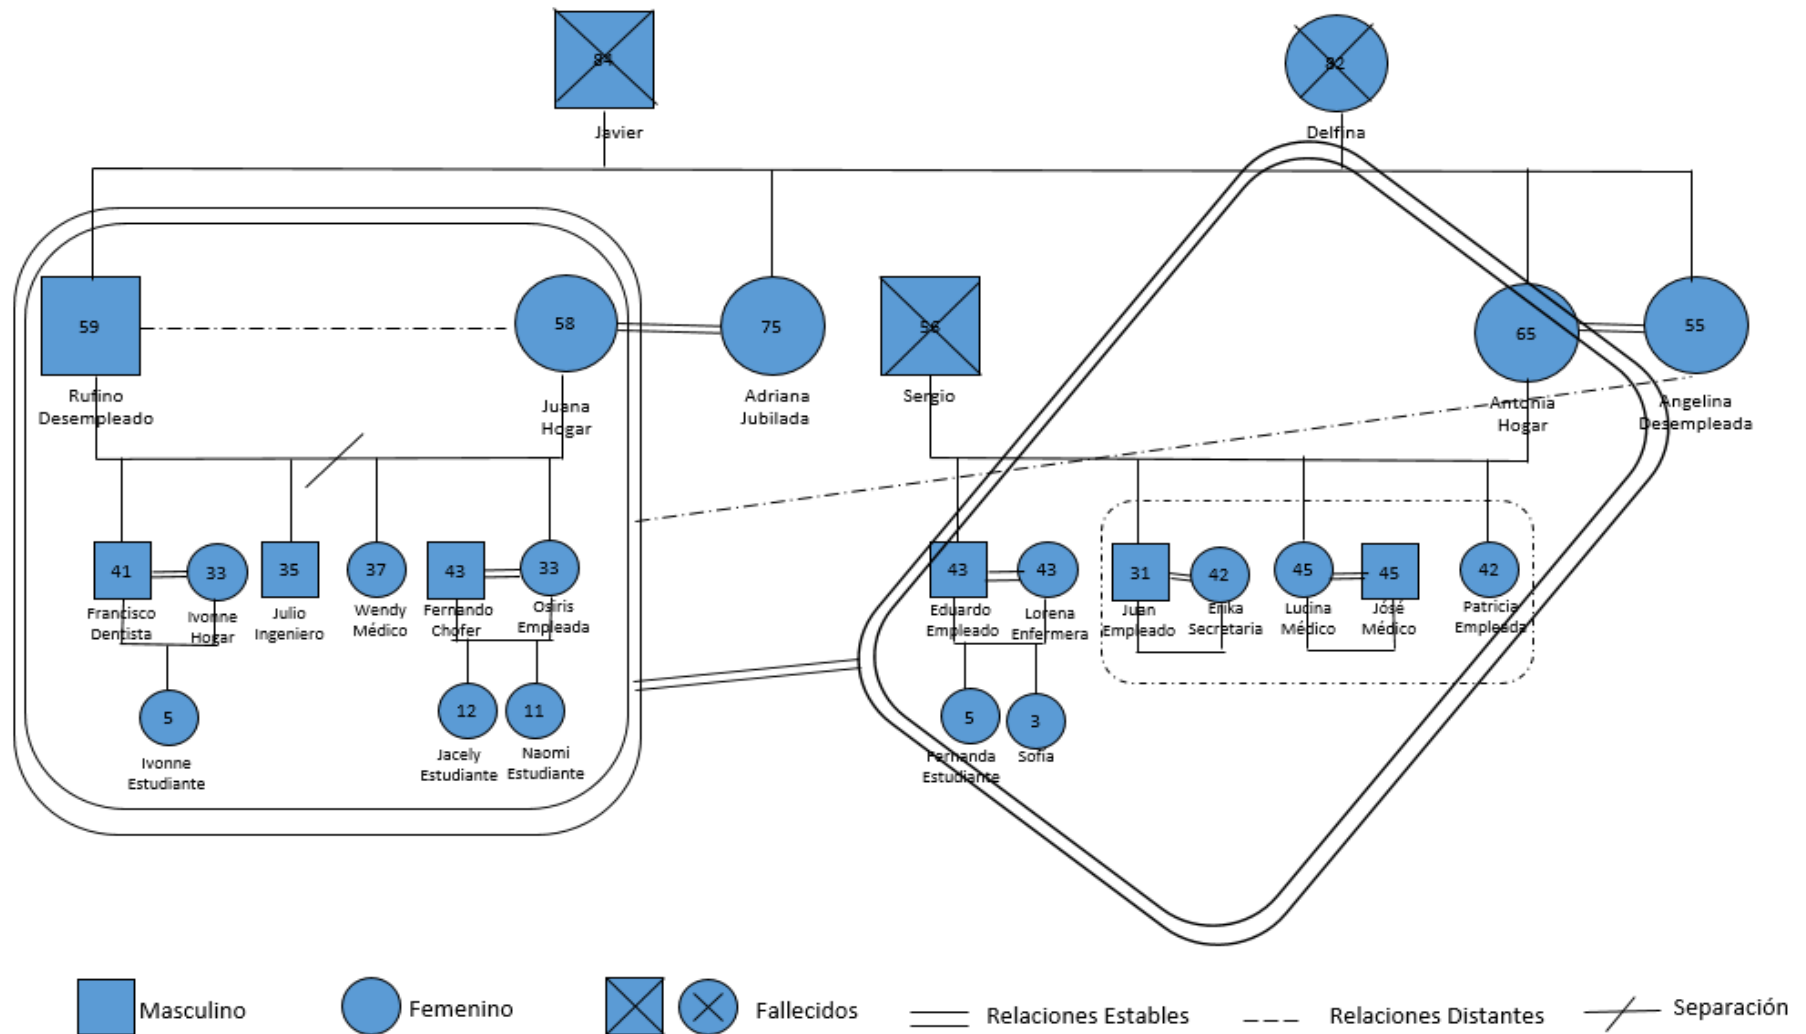 84
82
Javier
Delfina
59
58
75
56
65
55
Rufino
Desempleado
Juana
Hogar
Adriana
Jubilada
Sergio
Antonia
Hogar
Angelina
Desempleada
41
33
35
37
43
33
43
43
31
42
45
45
42
Francisco
Dentista
Ivonne
Hogar
Julio
Ingeniero
Wendy
Médico
Fernando
Chofer
Osiris
Empleada
Eduardo
Empleado
Lorena
Enfermera
Juan
Empleado
Erika
Secretaria
Lucina
Médico
José
Médico
Patricia
Empleada
5
12
11
5
3
Ivonne
Estudiante
Jacely
Estudiante
Naomi
Estudiante
Fernanda
Estudiante
Sofia
Masculino
Femenino
Fallecidos
Relaciones Estables
Relaciones Distantes
Separación